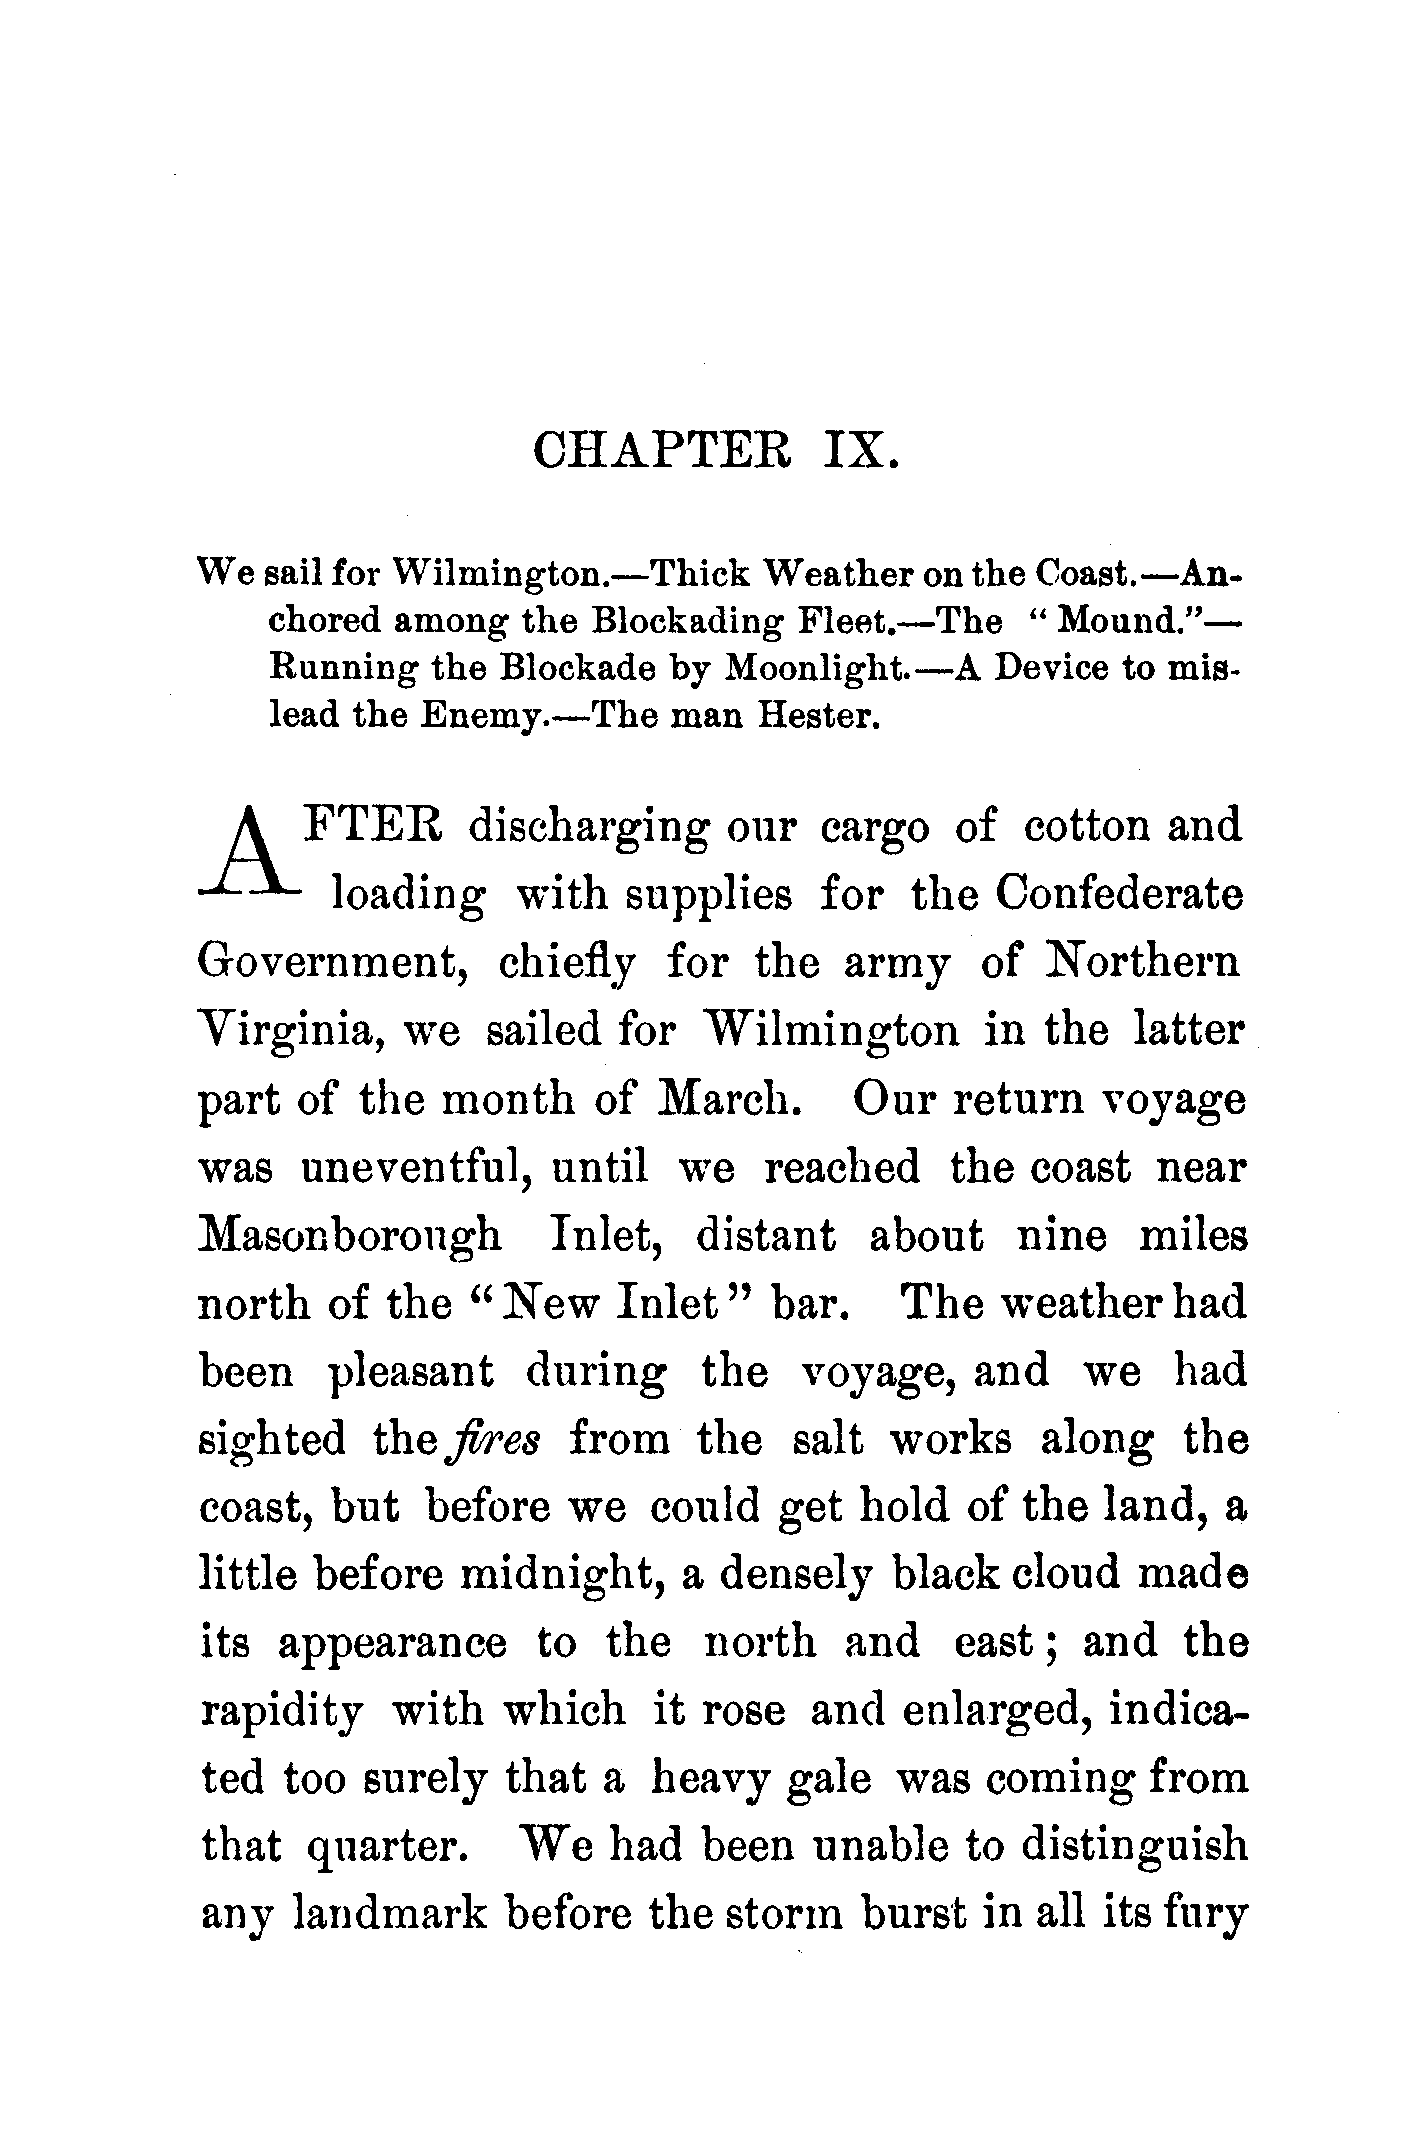 CHAPTER IX.
We sail for Wilmington.—Thick Weather on the Coast.—An-
chored among the Blockading Fleet.—The “Mound.”—
Running the Blockade by Moonlight.—A Device to mis-
lead the Enemy.—The man Hester.
AFTER discharging our cargo of cotton and
loading with supplies for the Confederate
Government, chiefly for the army of Northern
Virginia, we sailed for Wilmington in the latter
part of the month of March. Our return voyage
was uneventful, until we reached the coast near
Masonborough Inlet, distant about nine miles
north of the “New Inlet” bar. The weather had
been pleasant during the voyage, and we had
sighted the fires from the salt works along the
coast, but before we could get hold of the land, a
little before midnight, a densely black cloud made
its appearance to the north and east; and the
rapidity with which it rose and enlarged, indica-
ted too surely that a heavy gale was coming from
that quarter. We had been unable to distinguish
any landmark before the storm burst in all its fury